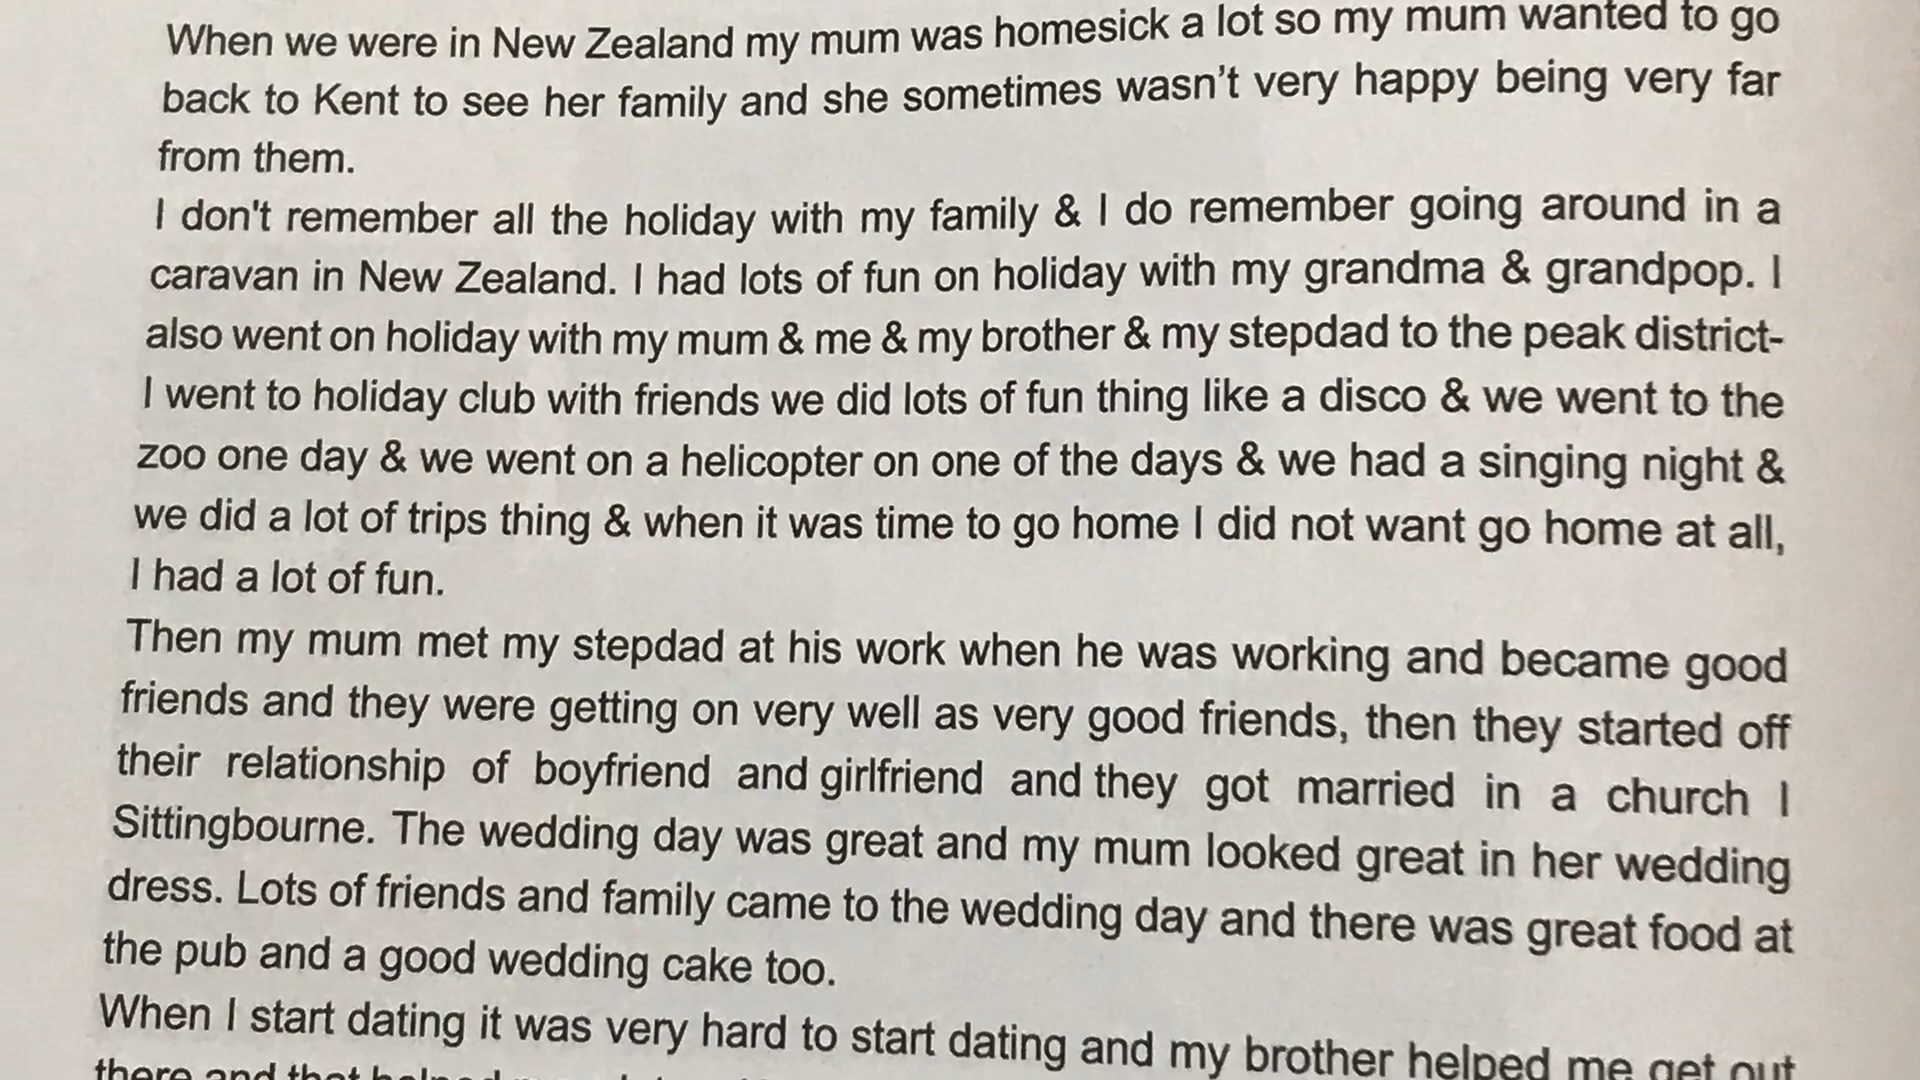 When we were in New Zealand my mum was homesick a lot so my mum wanted to go
back to Kent to see her family and she sometimes wasn't very happy being very far
from them.
I don't remember all the holiday with my family & I do remember going around in a
caravan in New Zealand. I had lots of fun on holiday with my grandma & grandpop. I
also went on holiday with my mum & me & my brother & my stepdad to the peak district-
I went to holiday club with friends we did lots of fun thing like a disco & we went to the
zoo one day & we went on a helicopter on one of the days & we had a singing night &
we did a lot of trips thing & when it was time to go home I did not want go home at all,
I had a lot of fun.
Then my mum met my stepdad at his work when he was working and became good
friends and they were getting on very well as very good friends, then they started off
their relationship of boyfriend and girlfriend and they got married in a church I
Sittingbourne. The wedding day was great and my mum looked great in her wedding
dress. Lots of friends and family came to the wedding day and there was great food at
the pub and a good wedding cake too.
When I start dating it was very hard to start dating and my brother helped me get out
there and that helped